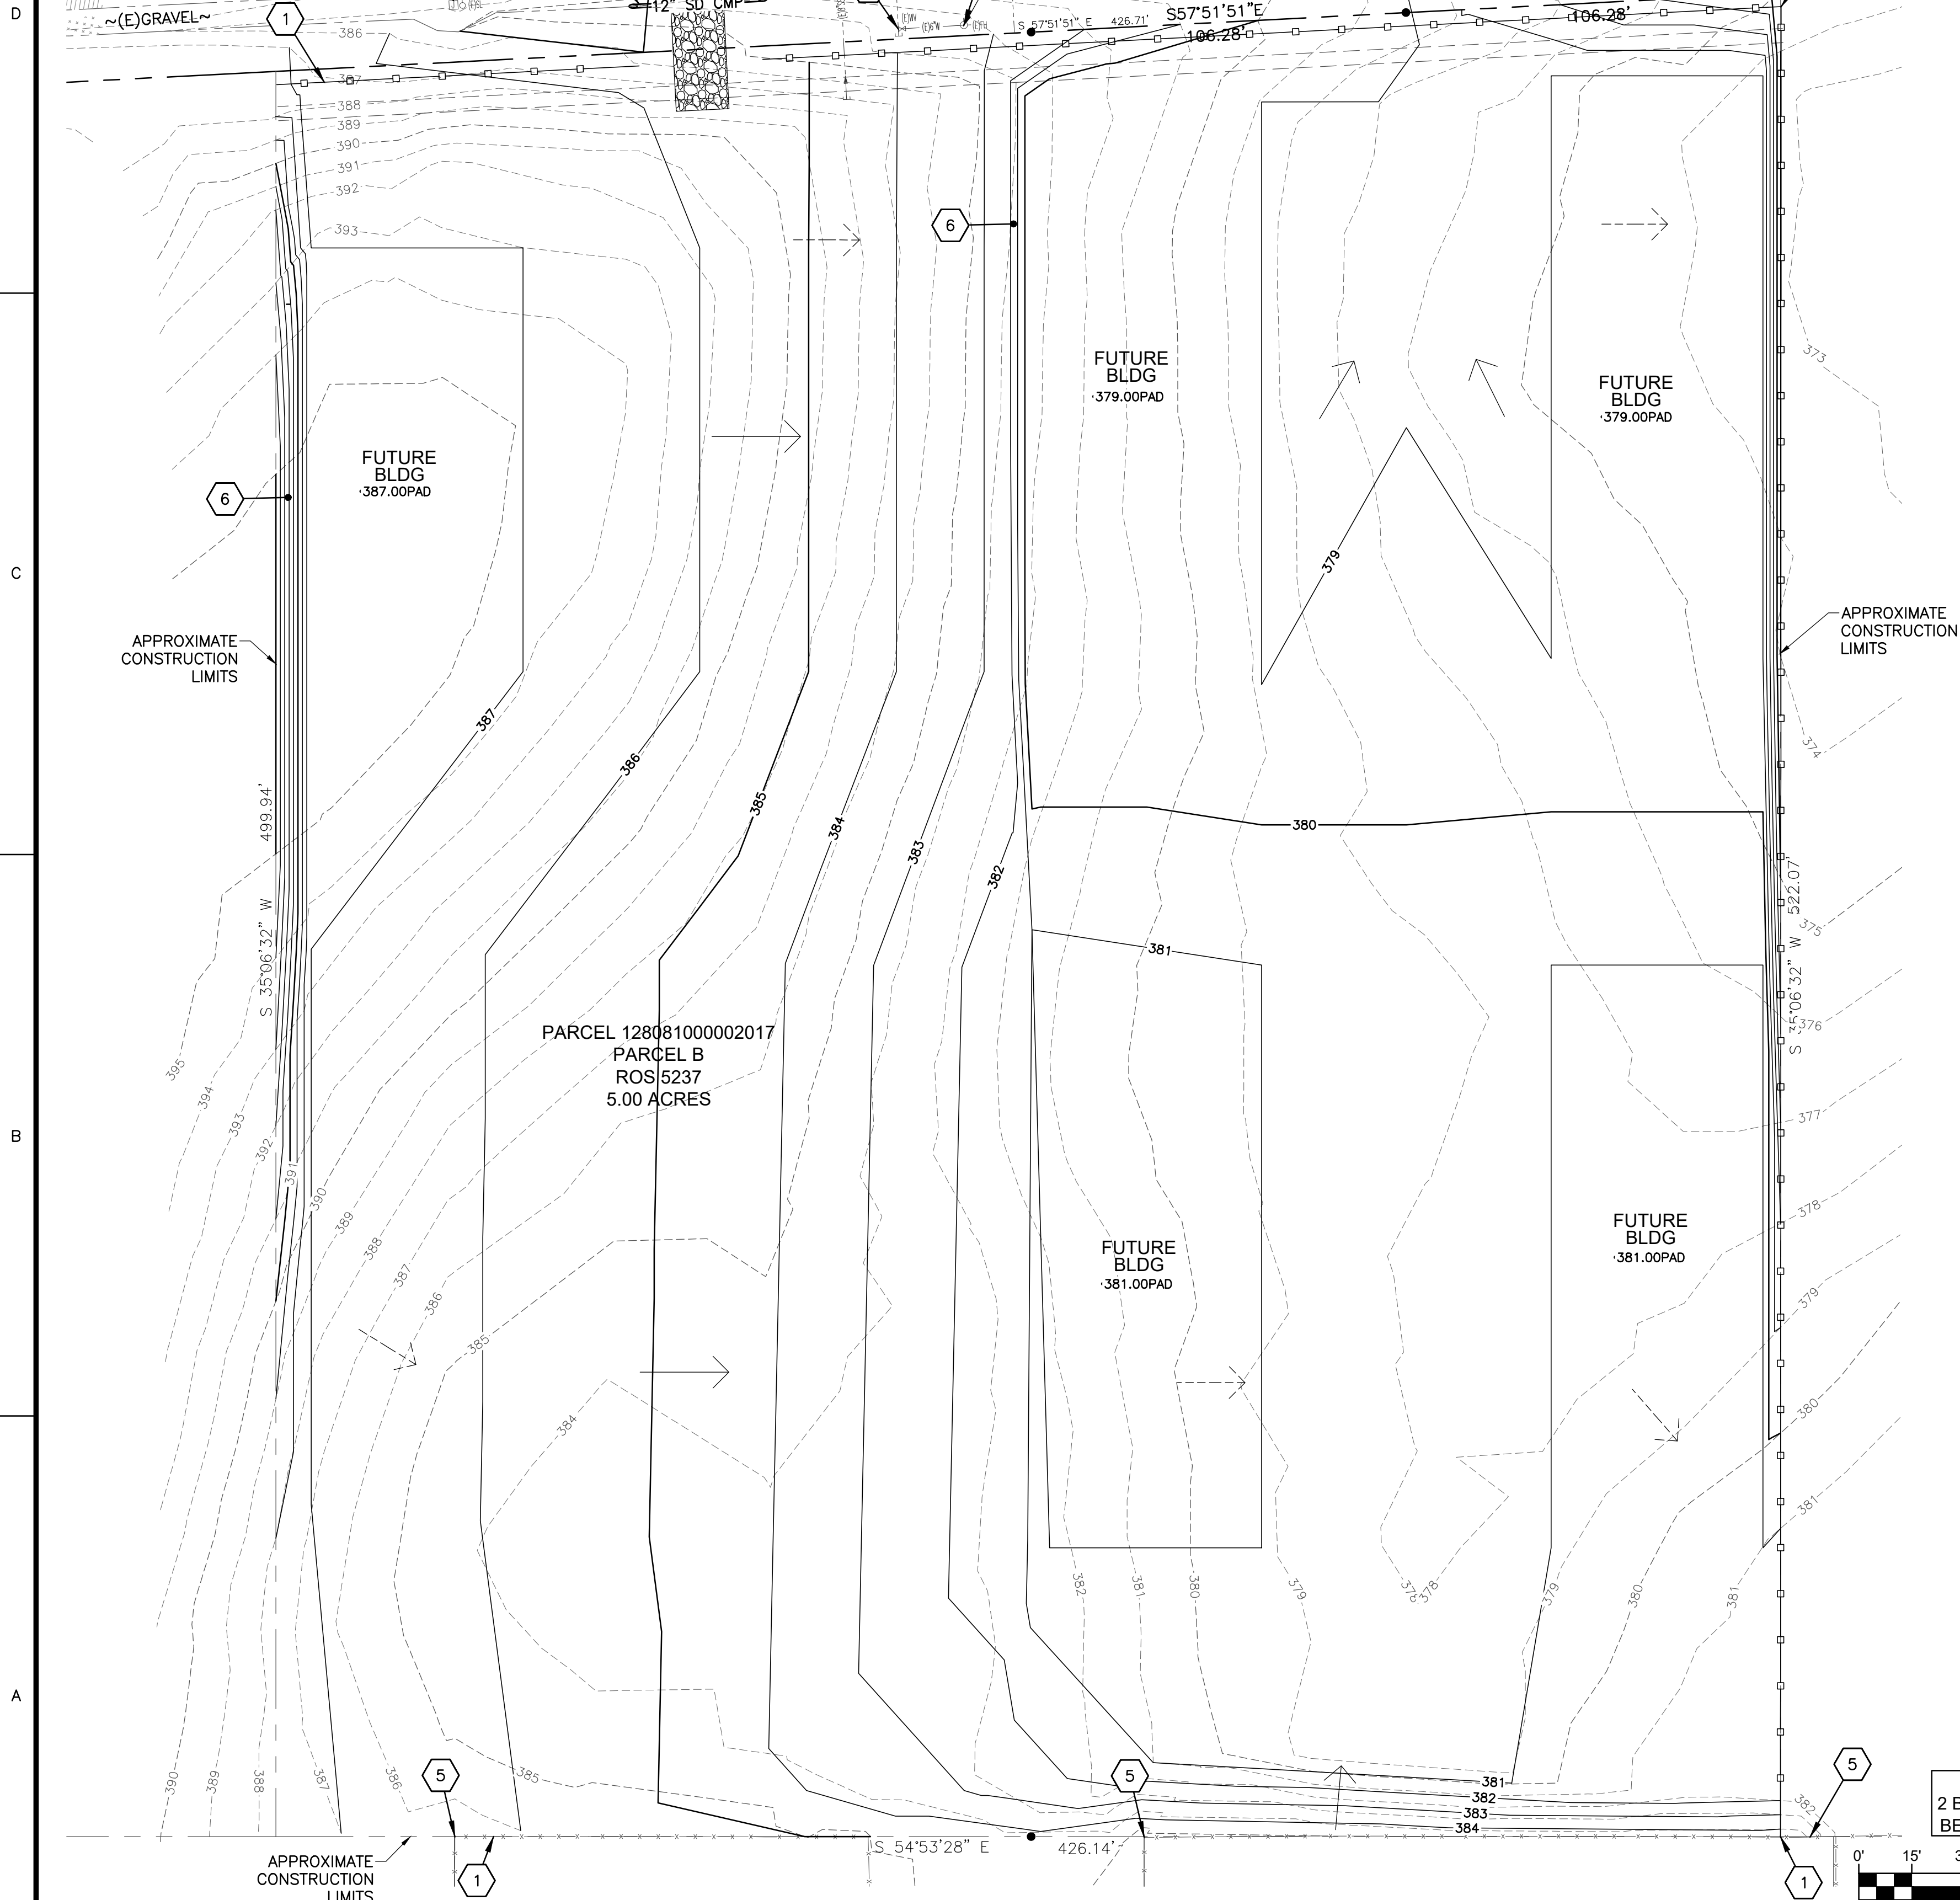 D
~(E)GRAVEL~
1
12" SD CMP
(E)WV
(E)6"W
(E)FH
S 57°51'51" E 426.71'
S57°51'51"E
106.28'
106.28'
386
387
388
389
390
391
392
393
6
FUTURE
BLDG
379.00PAD
FUTURE
BLDG
379.00PAD
373
FUTURE
BLDG
387.00PAD
6
C
379
APPROXIMATE
CONSTRUCTION
LIMITS
APPROXIMATE
CONSTRUCTION
LIMITS
387
386
385
384
383
382
380
374
S 35°06'32" W 499.94'
S 35°06'32" W 522.07'
375
381
376
PARCEL 128081000002017
PARCEL B
ROS 5237
5.00 ACRES
395
394
393
392
391
390
389
388
387
386
385
384
B
377
378
FUTURE
BLDG
381.00PAD
FUTURE
BLDG
381.00PAD
379
380
381
382
381
380
379
378
378
379
380
381
A
390
389
388
387
386
385
5
5
5
381
382
383
384
382
2 E
BE
S 54°53'28" E 426.14'
APPROXIMATE
CONSTRUCTION
LIMITS
1
1
0' 15' 3